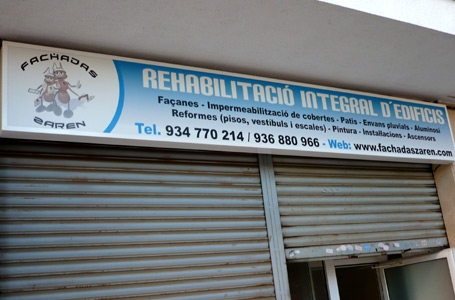 FACHADAS
ZAREN
REHABILITACIÓ INTEGRAL D'EDIFICIS
Façanes - Impermeabilització de cobertes - Patis - Envans pluvials - Aluminosi
Reformes (pisos, vestíbuls i escales) - Pintura - Instal·lacions - Ascensors
Tel. 934 770 214 / 936 880 966 - Web: www.fachadaszaren.com